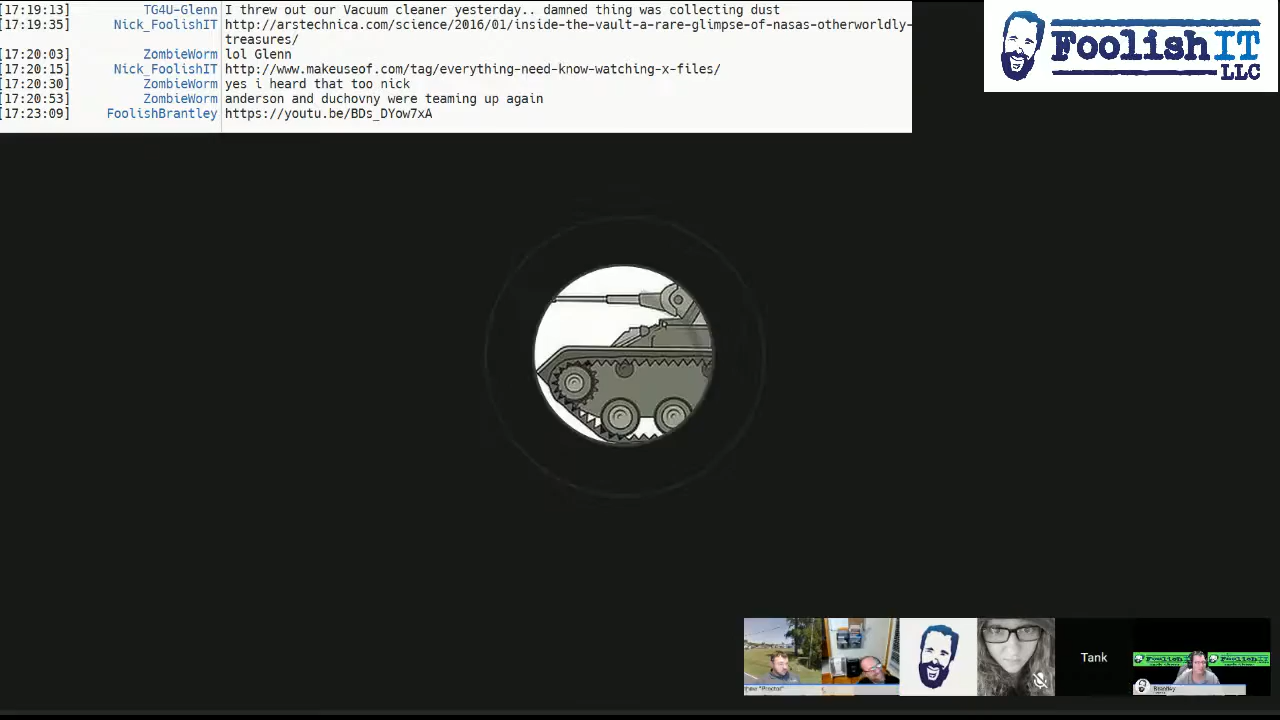 [17:19:13] TG4U-Glenn I threw out our Vacuum cleaner yesterday.. damned thing was collecting dust
[17:19:35] Nick_FoolishIT http://arstechnica.com/science/2016/01/inside-the-vault-a-rare-glimpse-of-nasas-otherworldly-
treasures/
[17:20:03] ZombieWorm lol Glenn
[17:20:15] Nick_FoolishIT http://www.makeuseof.com/tag/everything-need-know-watching-x-files/
[17:20:30] ZombieWorm yes i heard that too nick
[17:20:53] ZombieWorm anderson and duchovny were teaming up again
[17:23:09] FoolishBrantley https://youtu.be/BDs_DYow7xA
FoolishIT
LLC
Tank
FoolishIT
FoolishIT
Brantley